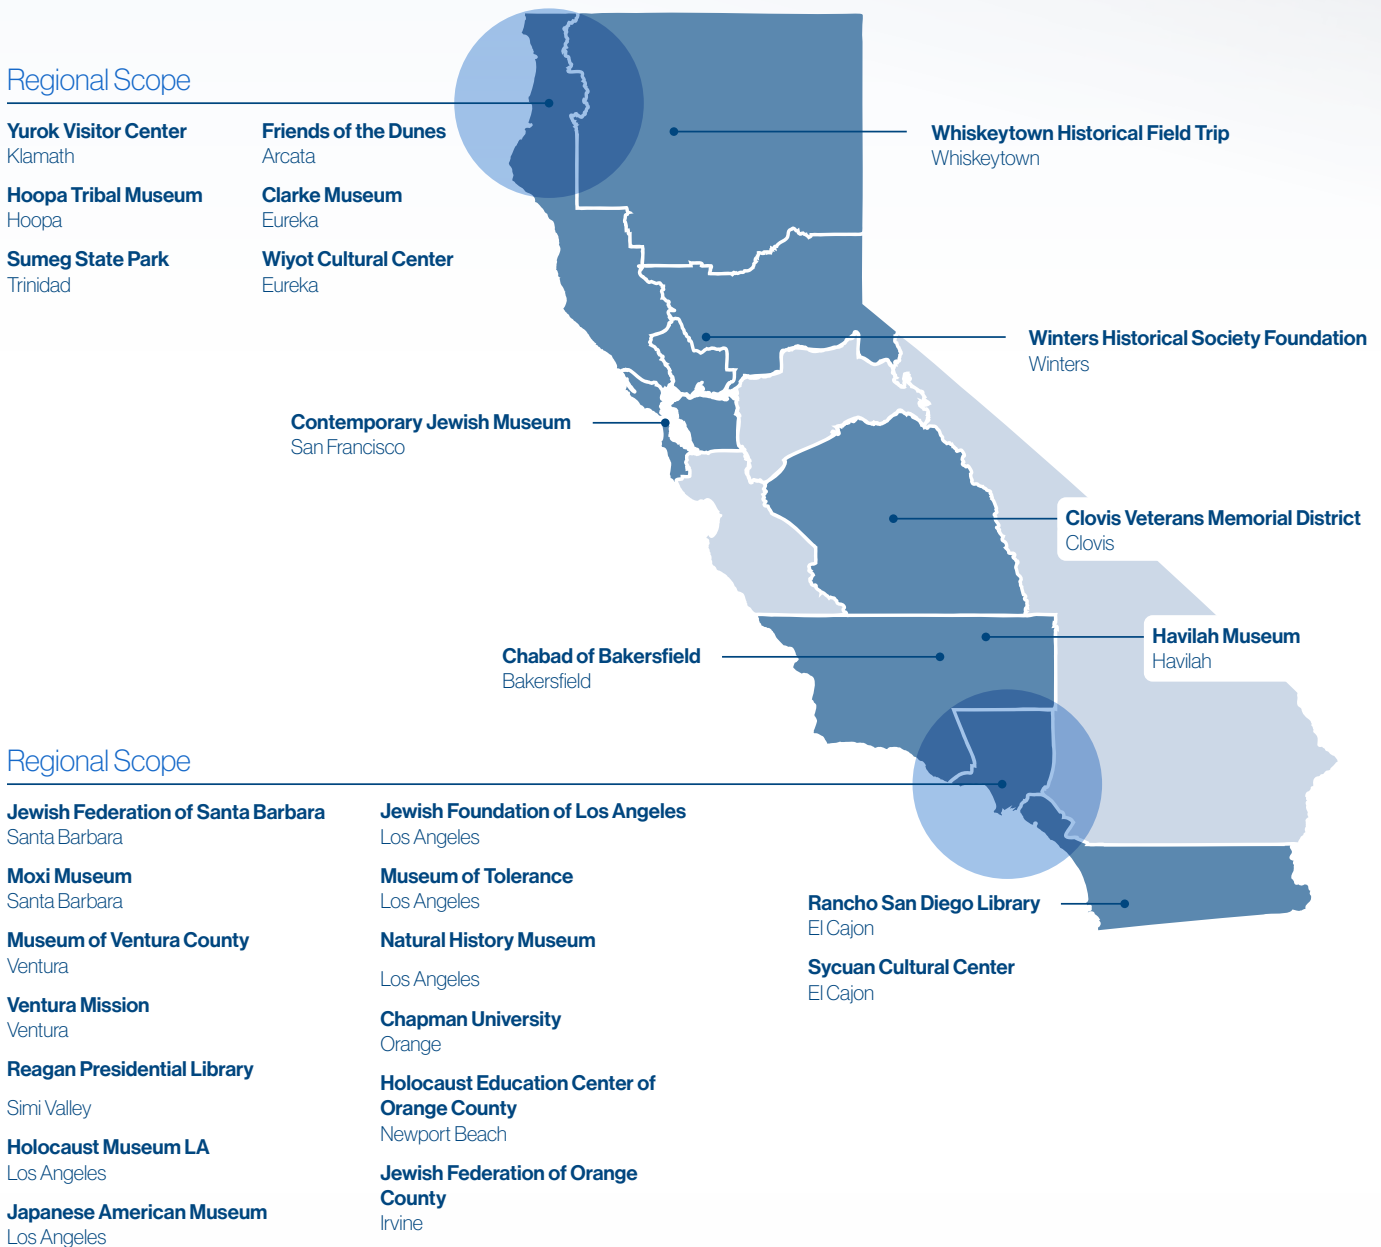 Regional Scope
Yurok Visitor Center
Klamath
Hoopa Tribal Museum
Hoopa
Sumeg State Park
Trinidad
Friends of the Dunes
Arcata
Clarke Museum
Eureka
Wiyot Cultural Center
Eureka
Whiskeytown Historical Field Trip
Whiskeytown
Winters Historical Society Foundation
Winters
Contemporary Jewish Museum
San Francisco
Clovis Veterans Memorial District
Clovis
Havilah Museum
Havilah
Chabad of Bakersfield
Bakersfield
Regional Scope
Jewish Federation of Santa Barbara
Santa Barbara
Moxi Museum
Santa Barbara
Museum of Ventura County
Ventura
Ventura Mission
Ventura
Reagan Presidential Library
Simi Valley
Holocaust Museum LA
Los Angeles
Japanese American Museum
Los Angeles
Jewish Foundation of Los Angeles
Los Angeles
Museum of Tolerance
Los Angeles
Natural History Museum
Los Angeles
Chapman University
Orange
Holocaust Education Center of
Orange County
Newport Beach
Jewish Federation of Orange
County
Irvine
Rancho San Diego Library
El Cajon
Sycuan Cultural Center
El Cajon